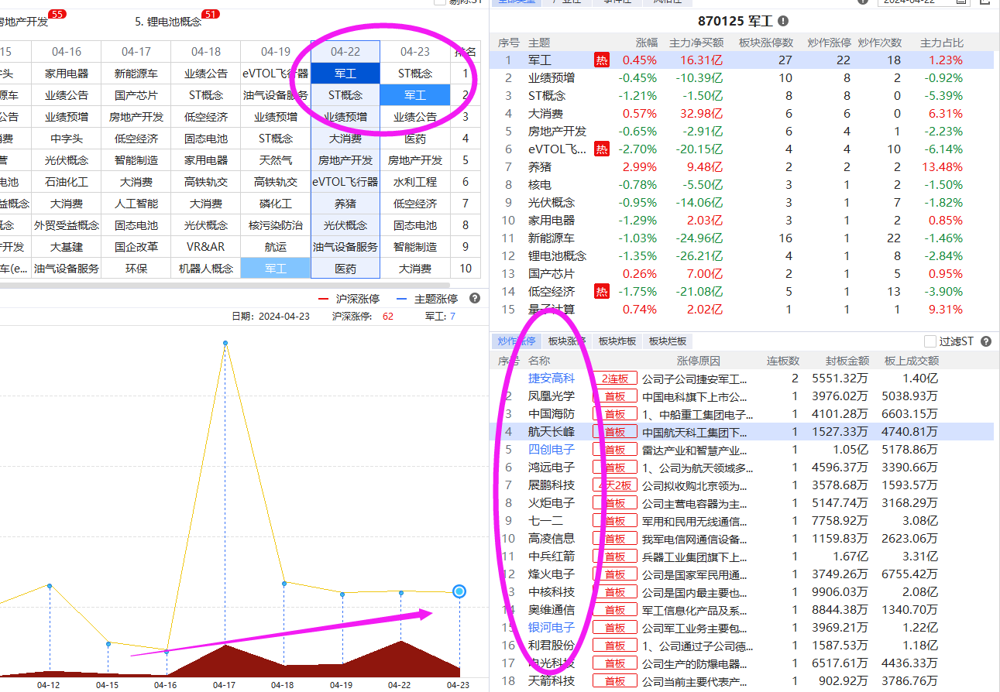 房地产开发 55 5. 锂电池概念 51
15 04-16 04-17 04-18 04-19 04-22 04-23 排名
字头 家用电器 新能源车 业绩公告 eVTOL飞行器 军工 ST概念 1
源车 业绩公告 国产芯片 ST概念 油气设备服务 ST概念 军工 2
公告 业绩预增 房地产开发 低空经济 业绩预增 业绩预增 业绩公告 3
消费 中字头 低空经济 固态电池 ST概念 大消费 医药 4
营 光伏概念 智能制造 家用电器 天然气 房地产开发 房地产开发 5
电池 石油化工 大消费 高铁轨交 高铁轨交 eVTOL飞行器 水利工程 6
益概念 大消费 人工智能 大消费 磷化工 养猪 低空经济 7
概念 外贸受益概念 固态电池 光伏概念 核污染防治 光伏概念 固态电池 8
开发 大基建 国企改革 VR&AR 航运 油气设备服务 智能制造 9
车(e... 油气设备服务 环保 机器人概念 军工 医药 大消费 10
沪深涨停 主题涨停 ?
日期: 2024-04-23 沪深涨停: 62 军工: 7
04-12 04-15 04-16 04-17 04-18 04-19 04-22 04-23
2024-04-22
870125 军工
序号 主题 涨幅 主力净买额 板块涨停数 炒作涨停 炒作次数 主力占比
1 军工 热 0.45% 16.31亿 27 22 18 1.23%
2 业绩预增 -0.45% -10.39亿 10 8 2 -0.92%
3 ST概念 -1.21% -1.50亿 8 8 0 -5.39%
4 大消费 0.57% 32.98亿 6 6 0 6.31%
5 房地产开发 -0.65% -2.91亿 6 4 1 -2.23%
6 eVTOL飞... 热 -2.70% -20.15亿 4 4 10 -6.14%
7 养猪 2.99% 9.48亿 2 2 2 13.48%
8 核电 -0.78% -5.50亿 3 1 2 -1.50%
9 光伏概念 -0.95% -14.06亿 3 1 7 -1.82%
10 家用电器 -1.29% 2.03亿 3 1 2 0.85%
11 新能源车 -1.03% -24.96亿 16 1 22 -1.46%
12 锂电池概念 -1.35% -26.21亿 4 1 8 -2.84%
13 国产芯片 0.26% 7.00亿 2 1 5 0.95%
14 低空经济 热 -1.75% -21.08亿 5 1 13 -3.90%
15 量子计算 0.74% 2.02亿 1 1 1 9.31%
炒作涨停 板块涨停 板块炸板 板块烂板 过滤ST ?
序号 名称 涨停原因 连板数 封板金额 板上成交额
捷安高科 2连板 公司子公司捷安军工... 2 5551.32万 1.40亿
2 凤凰光学 首板 中国电科旗下上市公... 1 3976.02万 5038.93万
3 中国海防 首板 1、中船重工集团电子... 1 4101.28万 6603.15万
4 航天长峰 首板 中国航天科工集团下... 1 1527.33万 4740.81万
5 四创电子 首板 雷达产业和智慧产业... 1 1.05亿 5178.86万
6 鸿远电子 首板 1、公司为航天领域多... 1 4596.37万 3390.66万
7 展鹏科技 4天2板 公司拟收购北京领为... 1 3578.68万 1593.57万
8 火炬电子 首板 公司主营电容器为主... 1 5147.74万 3168.29万
9 七一二 首板 军用和民用无线通信... 1 7758.92万 3.08亿
10 高凌信息 首板 我军电信网通信设备... 1 1159.83万 2623.06万
11 中兵红箭 首板 兵器工业集团旗下上... 1 1.67亿 3.31亿
12 烽火电子 首板 公司是国家军民用通... 1 3749.26万 6755.42万
13 中核科技 首板 公司是国内最主要也... 1 9906.03万 2.08亿
14 奥维通信 首板 军工信息化产品及系... 1 8844.38万 1340.70万
15 银河电子 首板 公司军工业务主要包... 1 3969.21万 1.22亿
16 利君股份 首板 1、公司通过子公司德... 1 1587.53万 1.18亿
17 电光科技 首板 公司生产的防爆电器... 1 6517.61万 4436.33万
18 天箭科技 首板 公司当前主要代表产... 1 902.92万 3786.76万